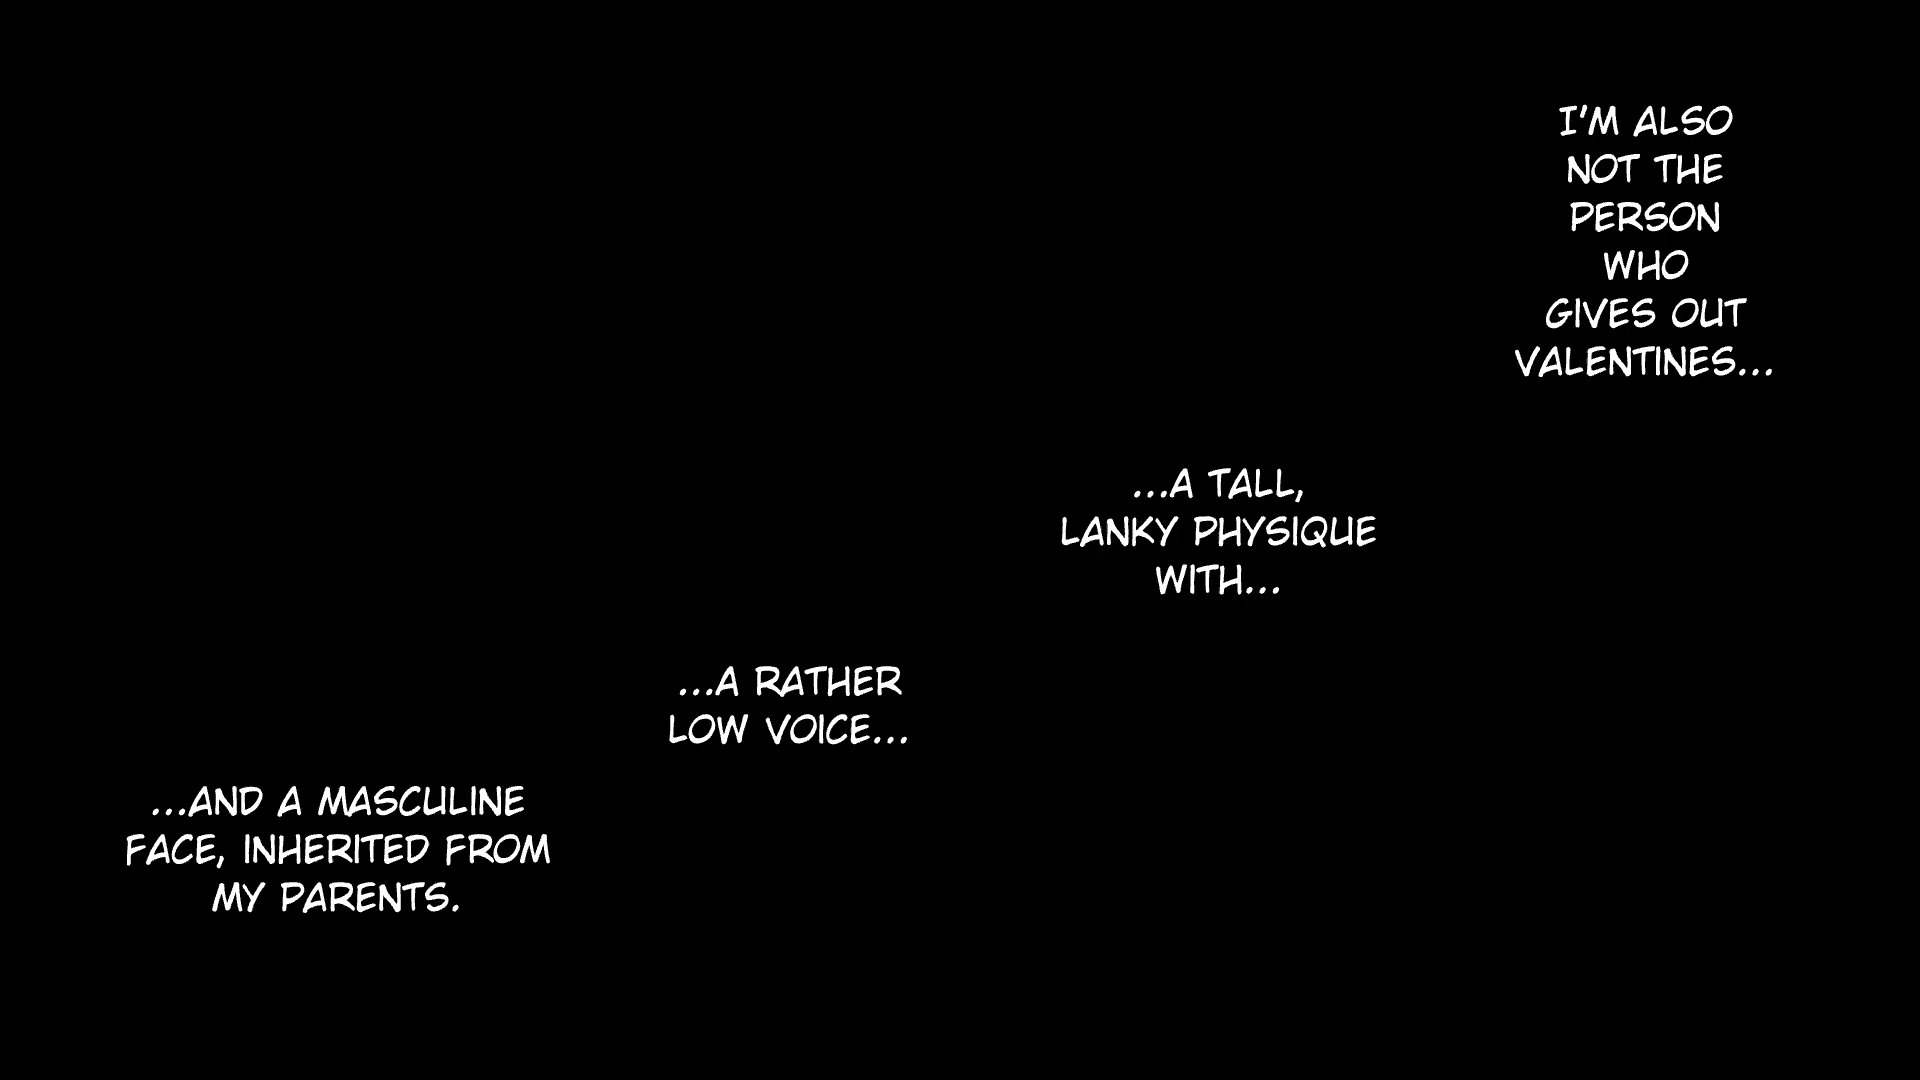 I'M ALSO
NOT THE
PERSON
WHO
GIVES OUT
VALENTINES...
...A TALL,
LANKY PHYSIQUE
WITH...
...A RATHER
LOW VOICE...
...AND A MASCULINE
FACE, INHERITED FROM
MY PARENTS.